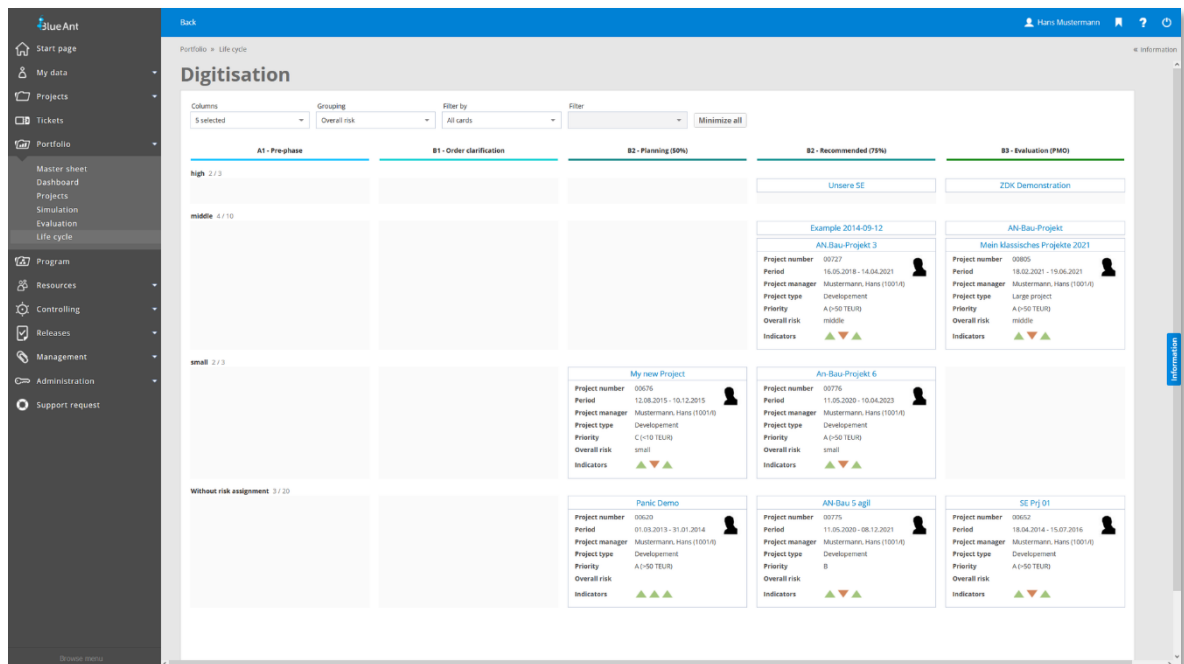 BlueAnt
Back
Hans Mustermann
?
Start page
My data
Projects
Tickets
Portfolio
Master sheet
Dashboard
Projects
Simulation
Evaluation
Life cycle
Program
Resources
Controlling
Releases
Management
Administration
Support request
Browse menu
Portfolio » Life cycle
« Information
Digitisation
Columns Grouping Filter by Filter
5 selected Overall risk All cards Minimize all
A1 - Pre-phase B1 - Order clarification B2 - Planning (50%) B2 - Recommended (75%) B3 - Evaluation (PMO)
high 2 / 3
Unsere SE ZDK Demonstration
middle 4 / 10
Example 2014-09-12 AN-Bau-Projekt
AN.Bau-Projekt 3
Project number 00727
Period 16.05.2018 - 14.04.2021
Project manager Mustermann, Hans (1001/I)
Project type Developement
Priority A (>50 TEUR)
Overall risk middle
Indicators
Mein klassisches Projekte 2021
Project number 00805
Period 18.02.2021 - 19.06.2021
Project manager Mustermann, Hans (1001/I)
Project type Large project
Priority A (>50 TEUR)
Overall risk middle
Indicators
small 2 / 3
My new Project
Project number 00676
Period 12.08.2015 - 10.12.2015
Project manager Mustermann, Hans (1001/I)
Project type Developement
Priority C (<10 TEUR)
Overall risk small
Indicators
An-Bau-Projekt 6
Project number 00776
Period 11.05.2020 - 10.04.2023
Project manager Mustermann, Hans (1001/I)
Project type Developement
Priority A (>50 TEUR)
Overall risk small
Indicators
Without risk assignment 3 / 20
Panic Demo
Project number 00620
Period 01.03.2013 - 31.01.2014
Project manager Mustermann, Hans (1001/I)
Project type Developement
Priority A (>50 TEUR)
Overall risk
Indicators
AN-Bau 5 agil
Project number 00775
Period 11.05.2020 - 08.12.2021
Project manager Mustermann, Hans (1001/I)
Project type Developement
Priority B
Overall risk
Indicators
SE Prj 01
Project number 00652
Period 18.04.2014 - 15.07.2016
Project manager Mustermann, Hans (1001/I)
Project type Developement
Priority A (>50 TEUR)
Overall risk
Indicators
Information